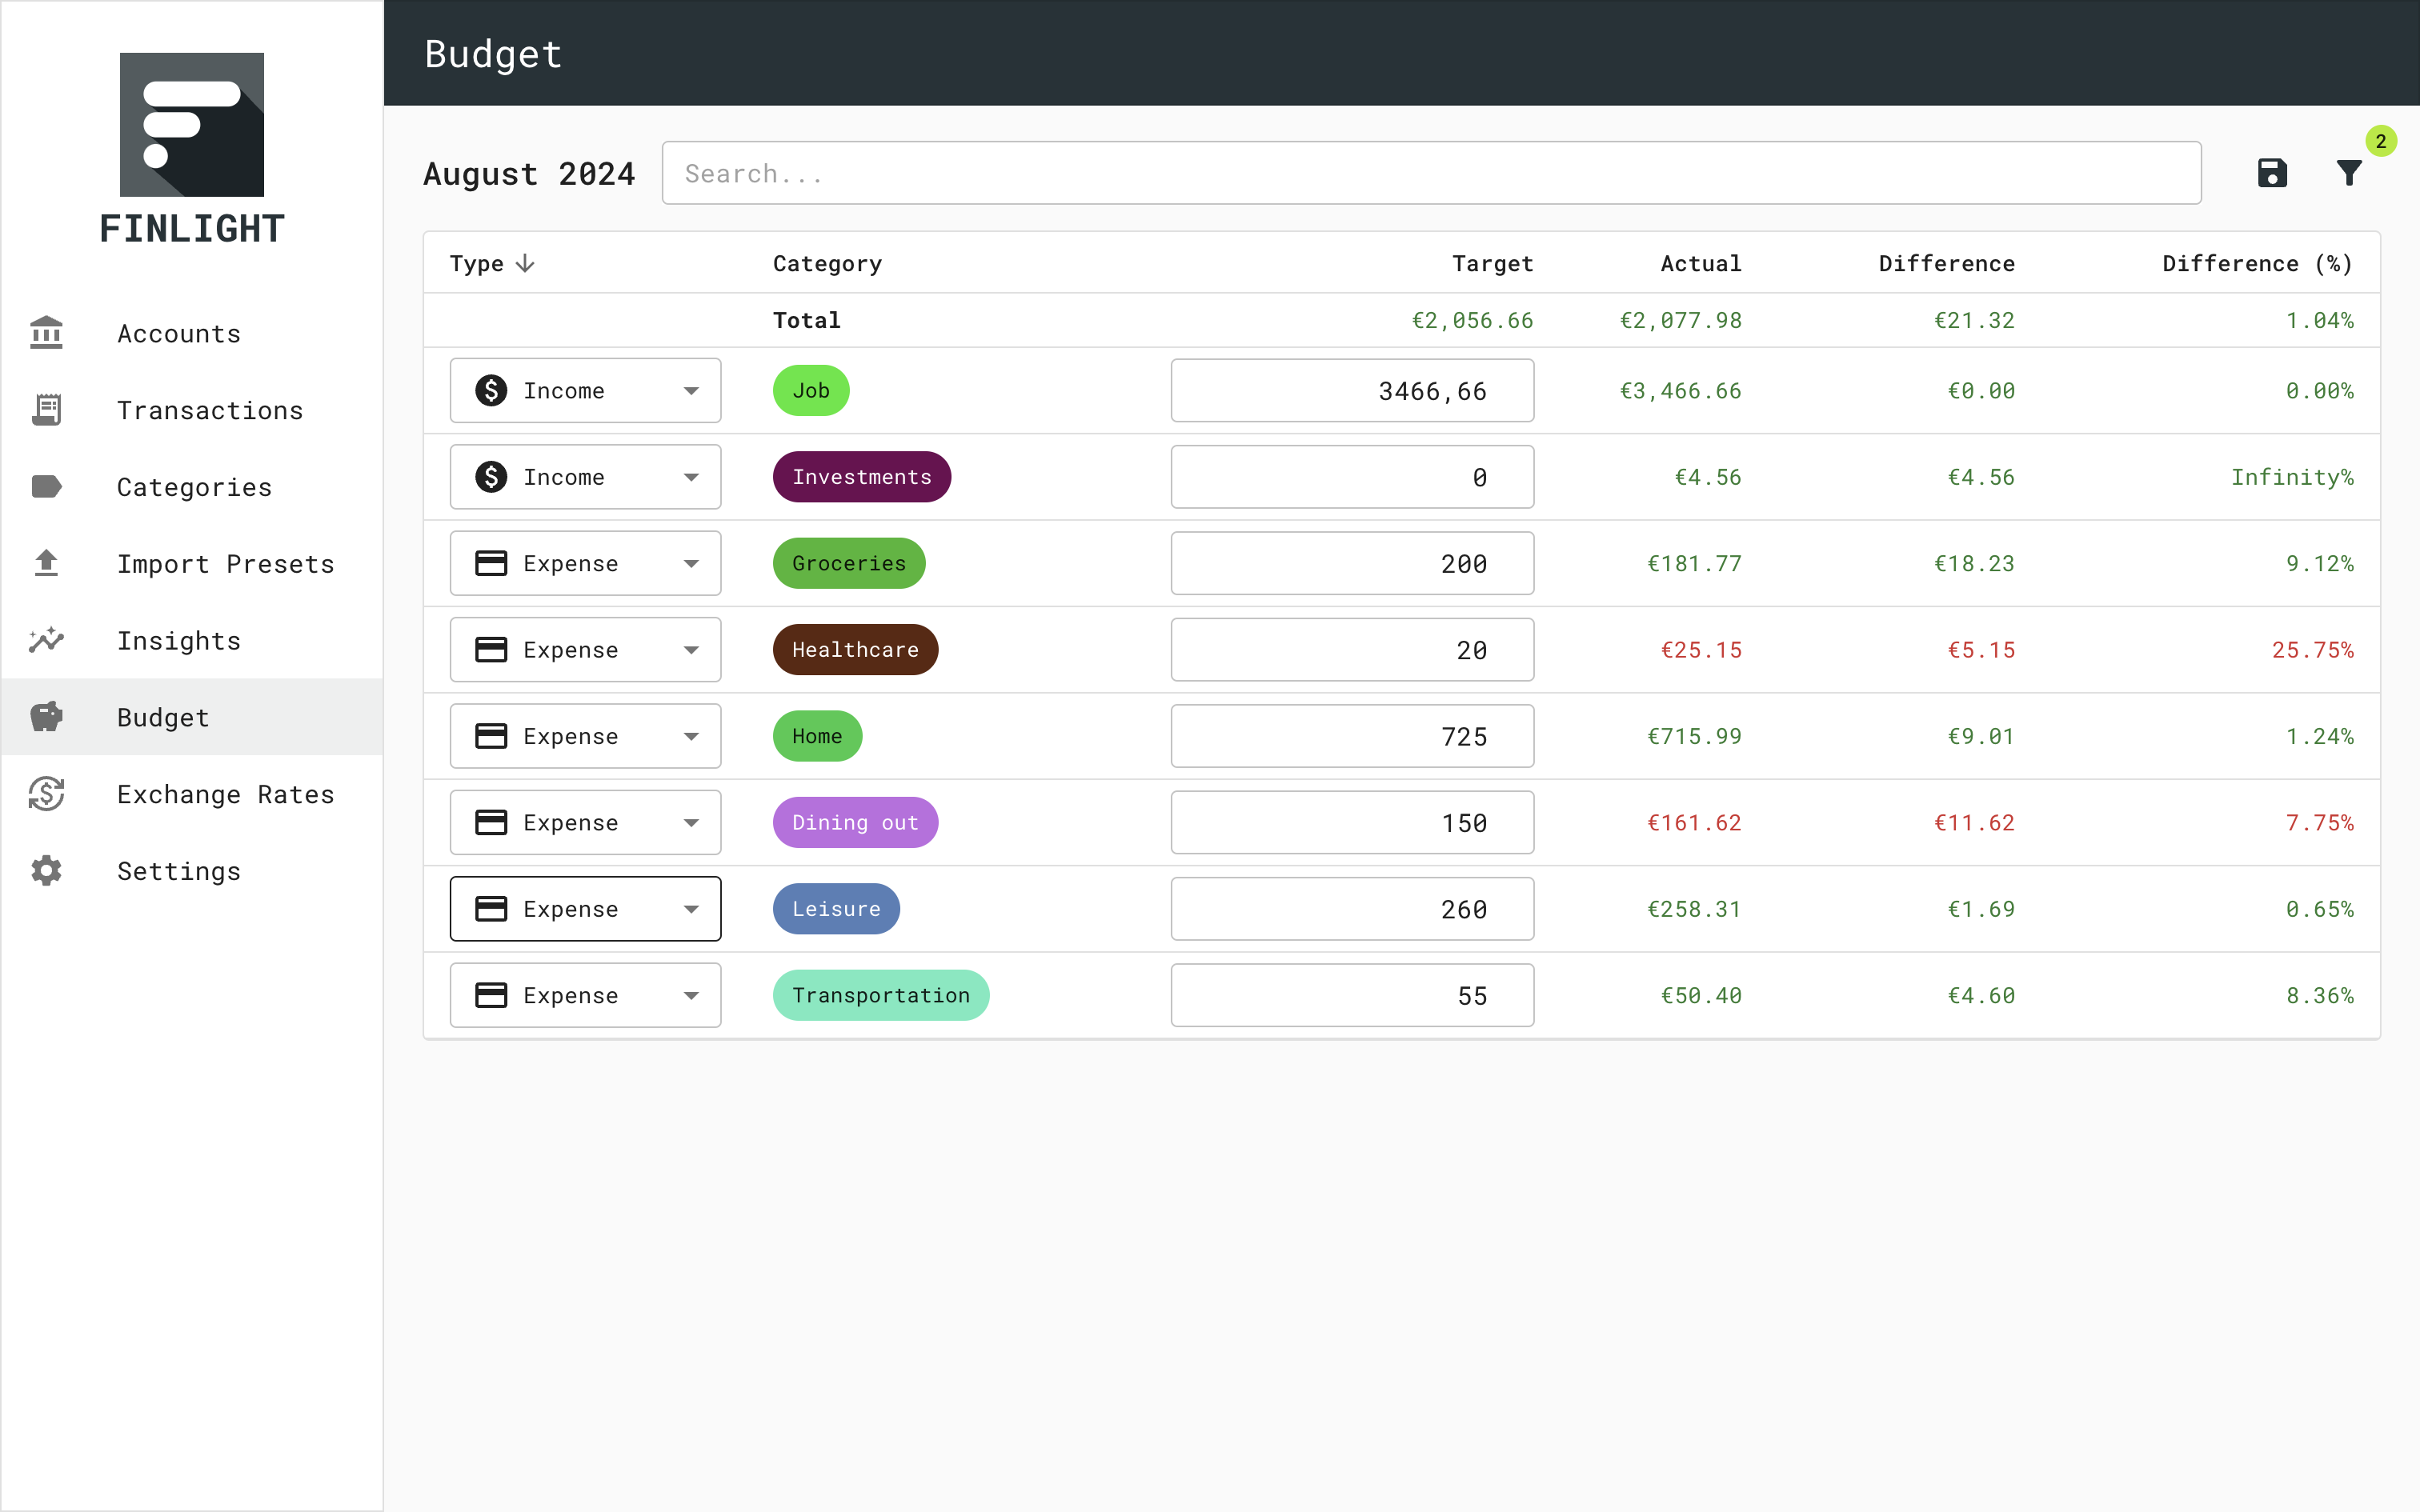 FINLIGHT
Accounts
Transactions
Categories
Import Presets
Insights
Budget
Exchange Rates
Settings
Budget
August 2024 Search... 2
Type Category Target Actual Difference Difference (%)
Total €2,056.66 €2,077.98 €21.32 1.04%
Income Job 3466,66 €3,466.66 €0.00 0.00%
Income Investments 0 €4.56 €4.56 Infinity%
Expense Groceries 200 €181.77 €18.23 9.12%
Expense Healthcare 20 €25.15 €5.15 25.75%
Expense Home 725 €715.99 €9.01 1.24%
Expense Dining out 150 €161.62 €11.62 7.75%
Expense Leisure 260 €258.31 €1.69 0.65%
Expense Transportation 55 €50.40 €4.60 8.36%